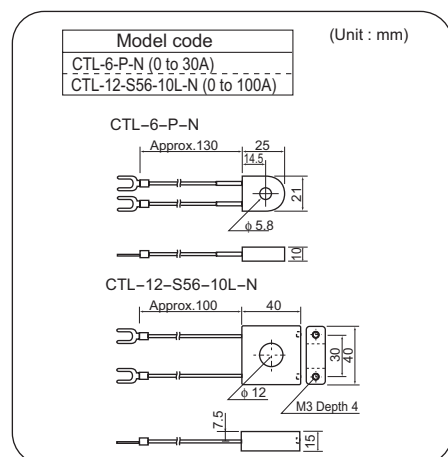 Model code
(Unit : mm)
CTL-6-P-N (0 to 30A)
CTL-12-S56-10L-N (0 to 100A)
CTL–6–P–N
Approx.130
25
14.5
21
ϕ 5.8
10
CTL–12–S56–10L–N
Approx.100
40
30
40
ϕ 12
M3 Depth 4
7.5
15